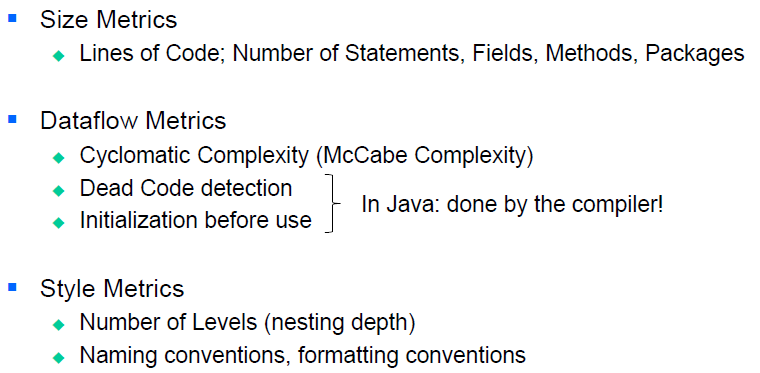 Size Metrics
Lines of Code; Number of Statements, Fields, Methods, Packages
Dataflow Metrics
Cyclomatic Complexity (McCabe Complexity)
Dead Code detection
Initialization before use
In Java: done by the compiler!
Style Metrics
Number of Levels (nesting depth)
Naming conventions, formatting conventions